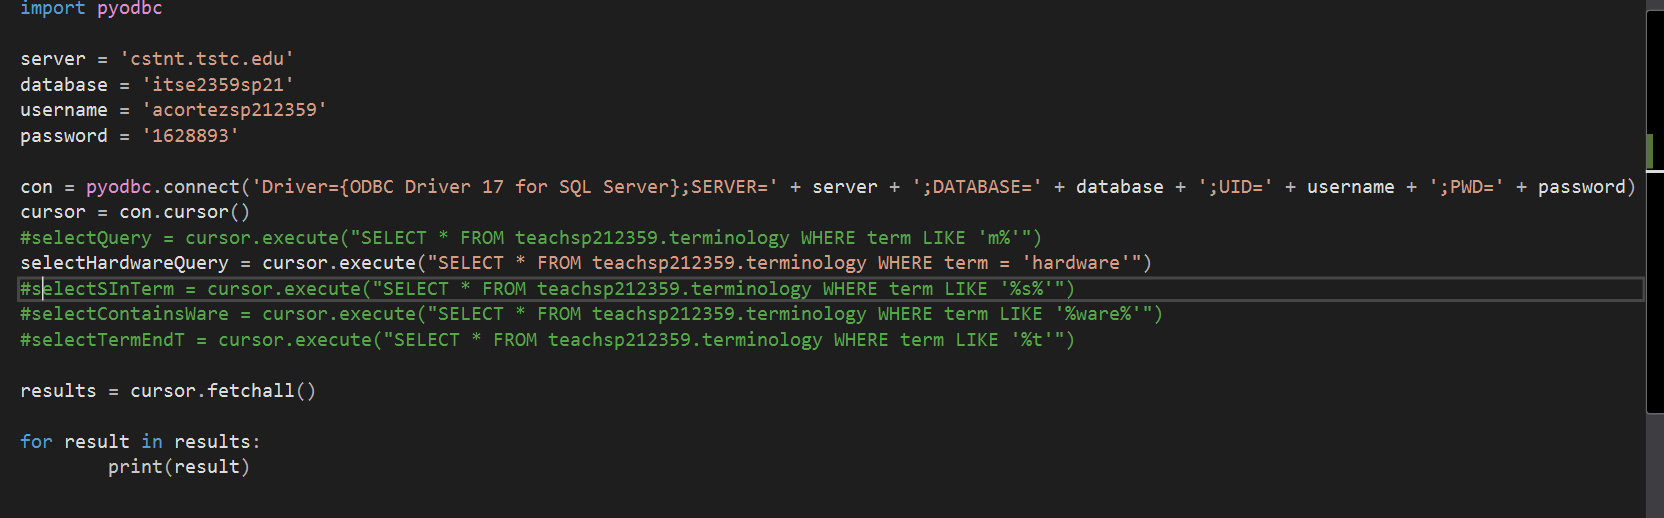 import pyodbc
server = 'cstnt.tstc.edu'
database = 'itse2359sp21'
username = 'acortezsp212359'
password = '1628893'
con = pyodbc.connect('Driver={ODBC Driver 17 for SQL Server};SERVER=' + server + ';DATABASE=' + database + ';UID=' + username + ';PWD=' + password)
cursor = con.cursor()
#selectQuery = cursor.execute("SELECT * FROM teachsp212359.terminology WHERE term LIKE 'm%'")
selectHardwareQuery = cursor.execute("SELECT * FROM teachsp212359.terminology WHERE term = 'hardware'")
#selectSInTerm = cursor.execute("SELECT * FROM teachsp212359.terminology WHERE term LIKE '%s%'")
#selectContainsWare = cursor.execute("SELECT * FROM teachsp212359.terminology WHERE term LIKE '%ware%'")
#selectTermEndT = cursor.execute("SELECT * FROM teachsp212359.terminology WHERE term LIKE '%t'")
results = cursor.fetchall()
for result in results:
        print(result)